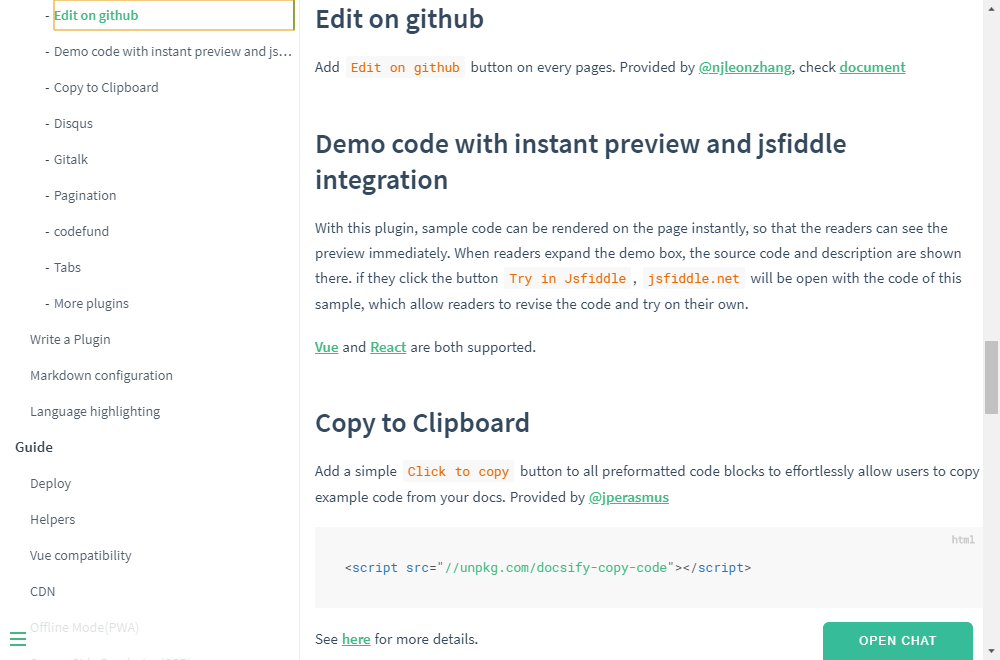 - Edit on github
- Demo code with instant preview and js…
- Copy to Clipboard
- Disqus
- Gitalk
- Pagination
- codefund
- Tabs
- More plugins
Write a Plugin
Markdown configuration
Language highlighting
Guide
Deploy
Helpers
Vue compatibility
CDN
Offline Mode(PWA)
Edit on github
Add Edit on github button on every pages. Provided by @njleonzhang, check document
Demo code with instant preview and jsfiddle
integration
With this plugin, sample code can be rendered on the page instantly, so that the readers can see the
preview immediately. When readers expand the demo box, the source code and description are shown
there. if they click the button Try in Jsfiddle , jsfiddle.net will be open with the code of this
sample, which allow readers to revise the code and try on their own.
Vue and React are both supported.
Copy to Clipboard
Add a simple Click to copy button to all preformatted code blocks to effortlessly allow users to copy
example code from your docs. Provided by @jperasmus
html
<script src="//unpkg.com/docsify-copy-code"></script>
See here for more details.
OPEN CHAT